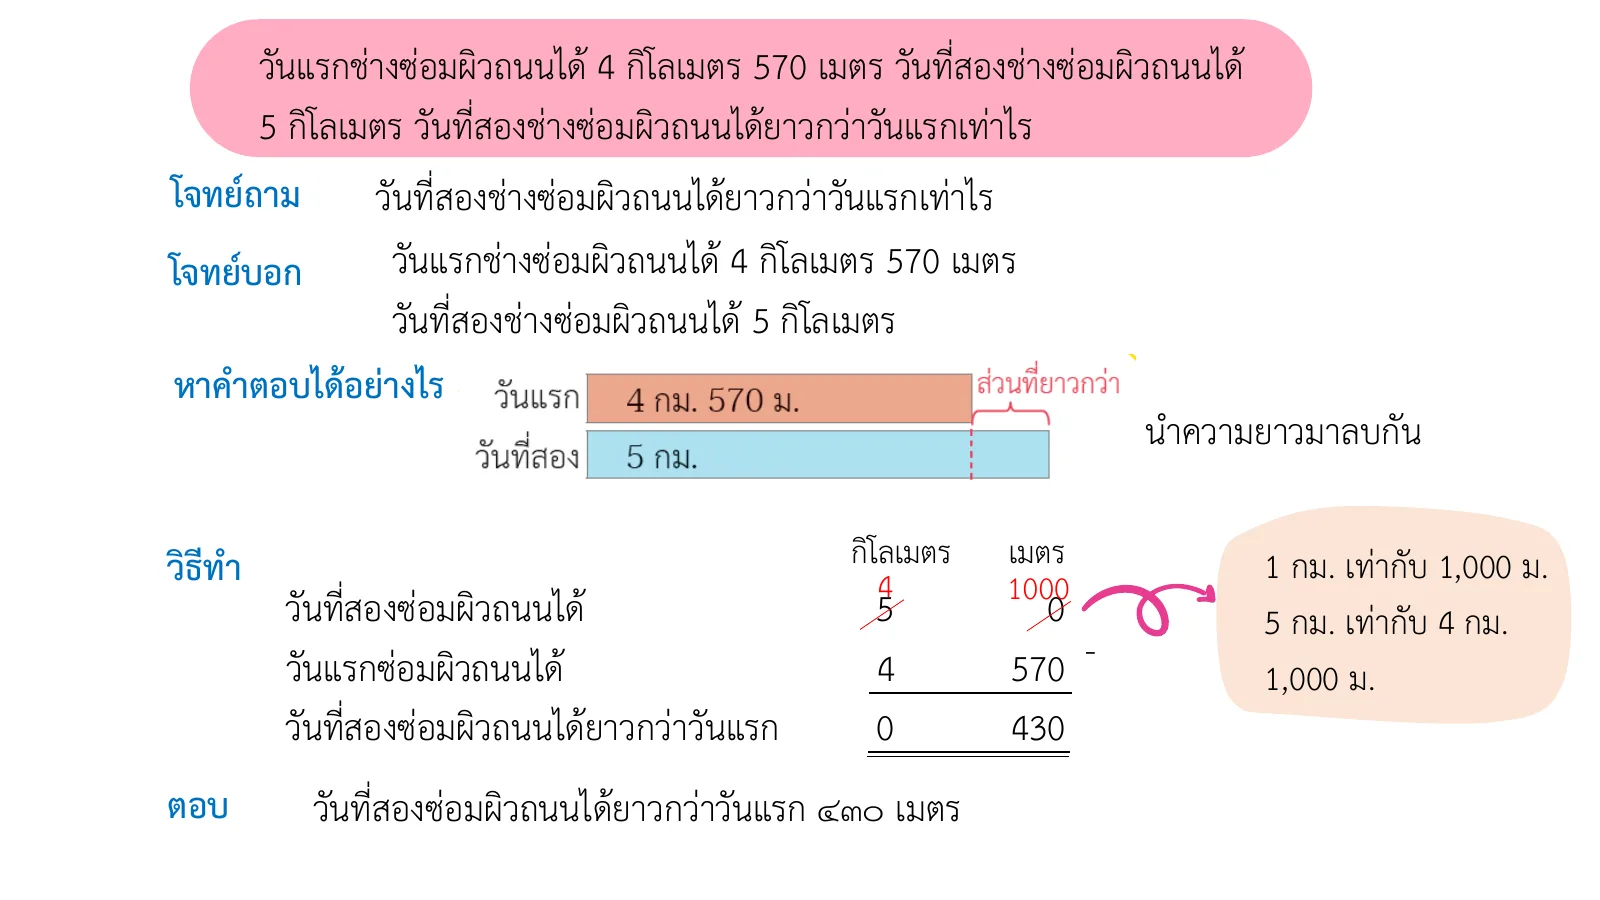 วันแรกช่างซ่อมผิวถนนได้ 4 กิโลเมตร 570 เมตร วันที่สองช่างซ่อมผิวถนนได้
5 กิโลเมตร วันที่สองช่างซ่อมผิวถนนได้ยาวกว่าวันแรกเท่าไร
โจทย์ถาม วันที่สองช่างซ่อมผิวถนนได้ยาวกว่าวันแรกเท่าไร
โจทย์บอก วันแรกช่างซ่อมผิวถนนได้ 4 กิโลเมตร 570 เมตร
วันที่สองช่างซ่อมผิวถนนได้ 5 กิโลเมตร
หาคำตอบได้อย่างไร
วันแรก 4 กม. 570 ม. ส่วนที่ยาวกว่า
วันที่สอง 5 กม.
นำความยาวมาลบกัน
วิธีทำ
กิโลเมตร เมตร
4 1000
วันที่สองซ่อมผิวถนนได้ 5 0
วันแรกซ่อมผิวถนนได้ 4 570 -
วันที่สองซ่อมผิวถนนได้ยาวกว่าวันแรก 0 430
1 กม. เท่ากับ 1,000 ม.
5 กม. เท่ากับ 4 กม.
1,000 ม.
ตอบ วันที่สองซ่อมผิวถนนได้ยาวกว่าวันแรก ๔๓๐ เมตร